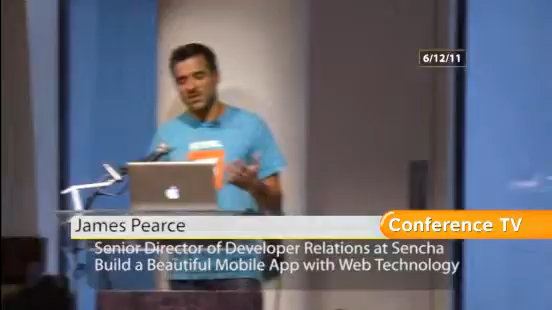 6/12/11
James Pearce
Conference TV
Senior Director of Developer Relations at Sencha
Build a Beautiful Mobile App with Web Technology